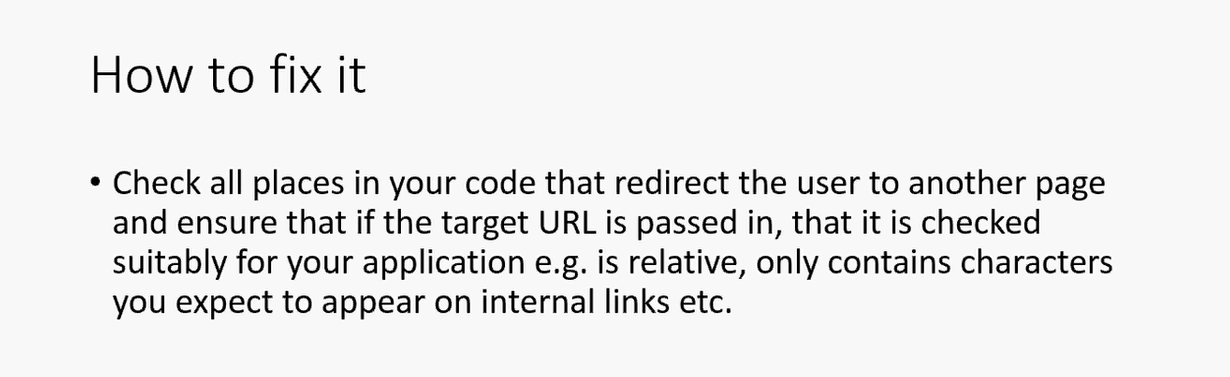 How to fix it
• Check all places in your code that redirect the user to another page
and ensure that if the target URL is passed in, that it is checked
suitably for your application e.g. is relative, only contains characters
you expect to appear on internal links etc.